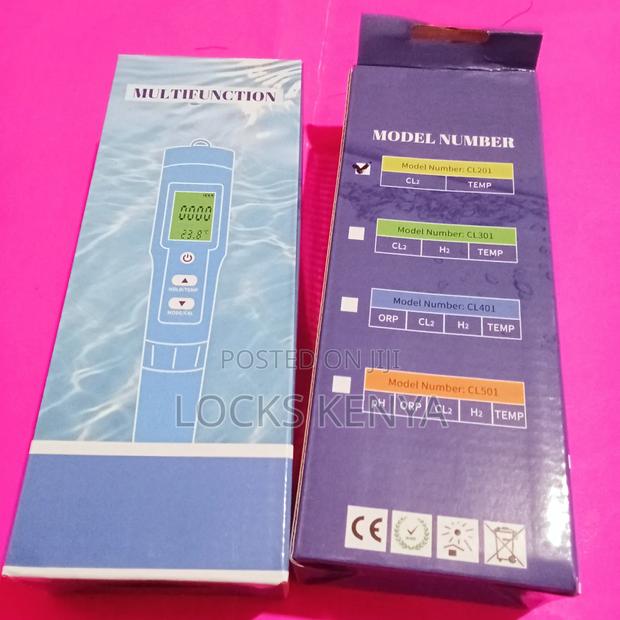 MULTIFUNCTION
0000
23.8°C
HOLD/TEMP
MODE/CAL
MODEL NUMBER
Model Number: CL201
CL2 TEMP
Model Number: CL301
CL2 H2 TEMP
Model Number: CL401
ORP CL2 H2 TEMP
Model Number: CL501
pH ORP CL2 H2 TEMP
CE
POSTED ON JIJI
LOCKS KENYA